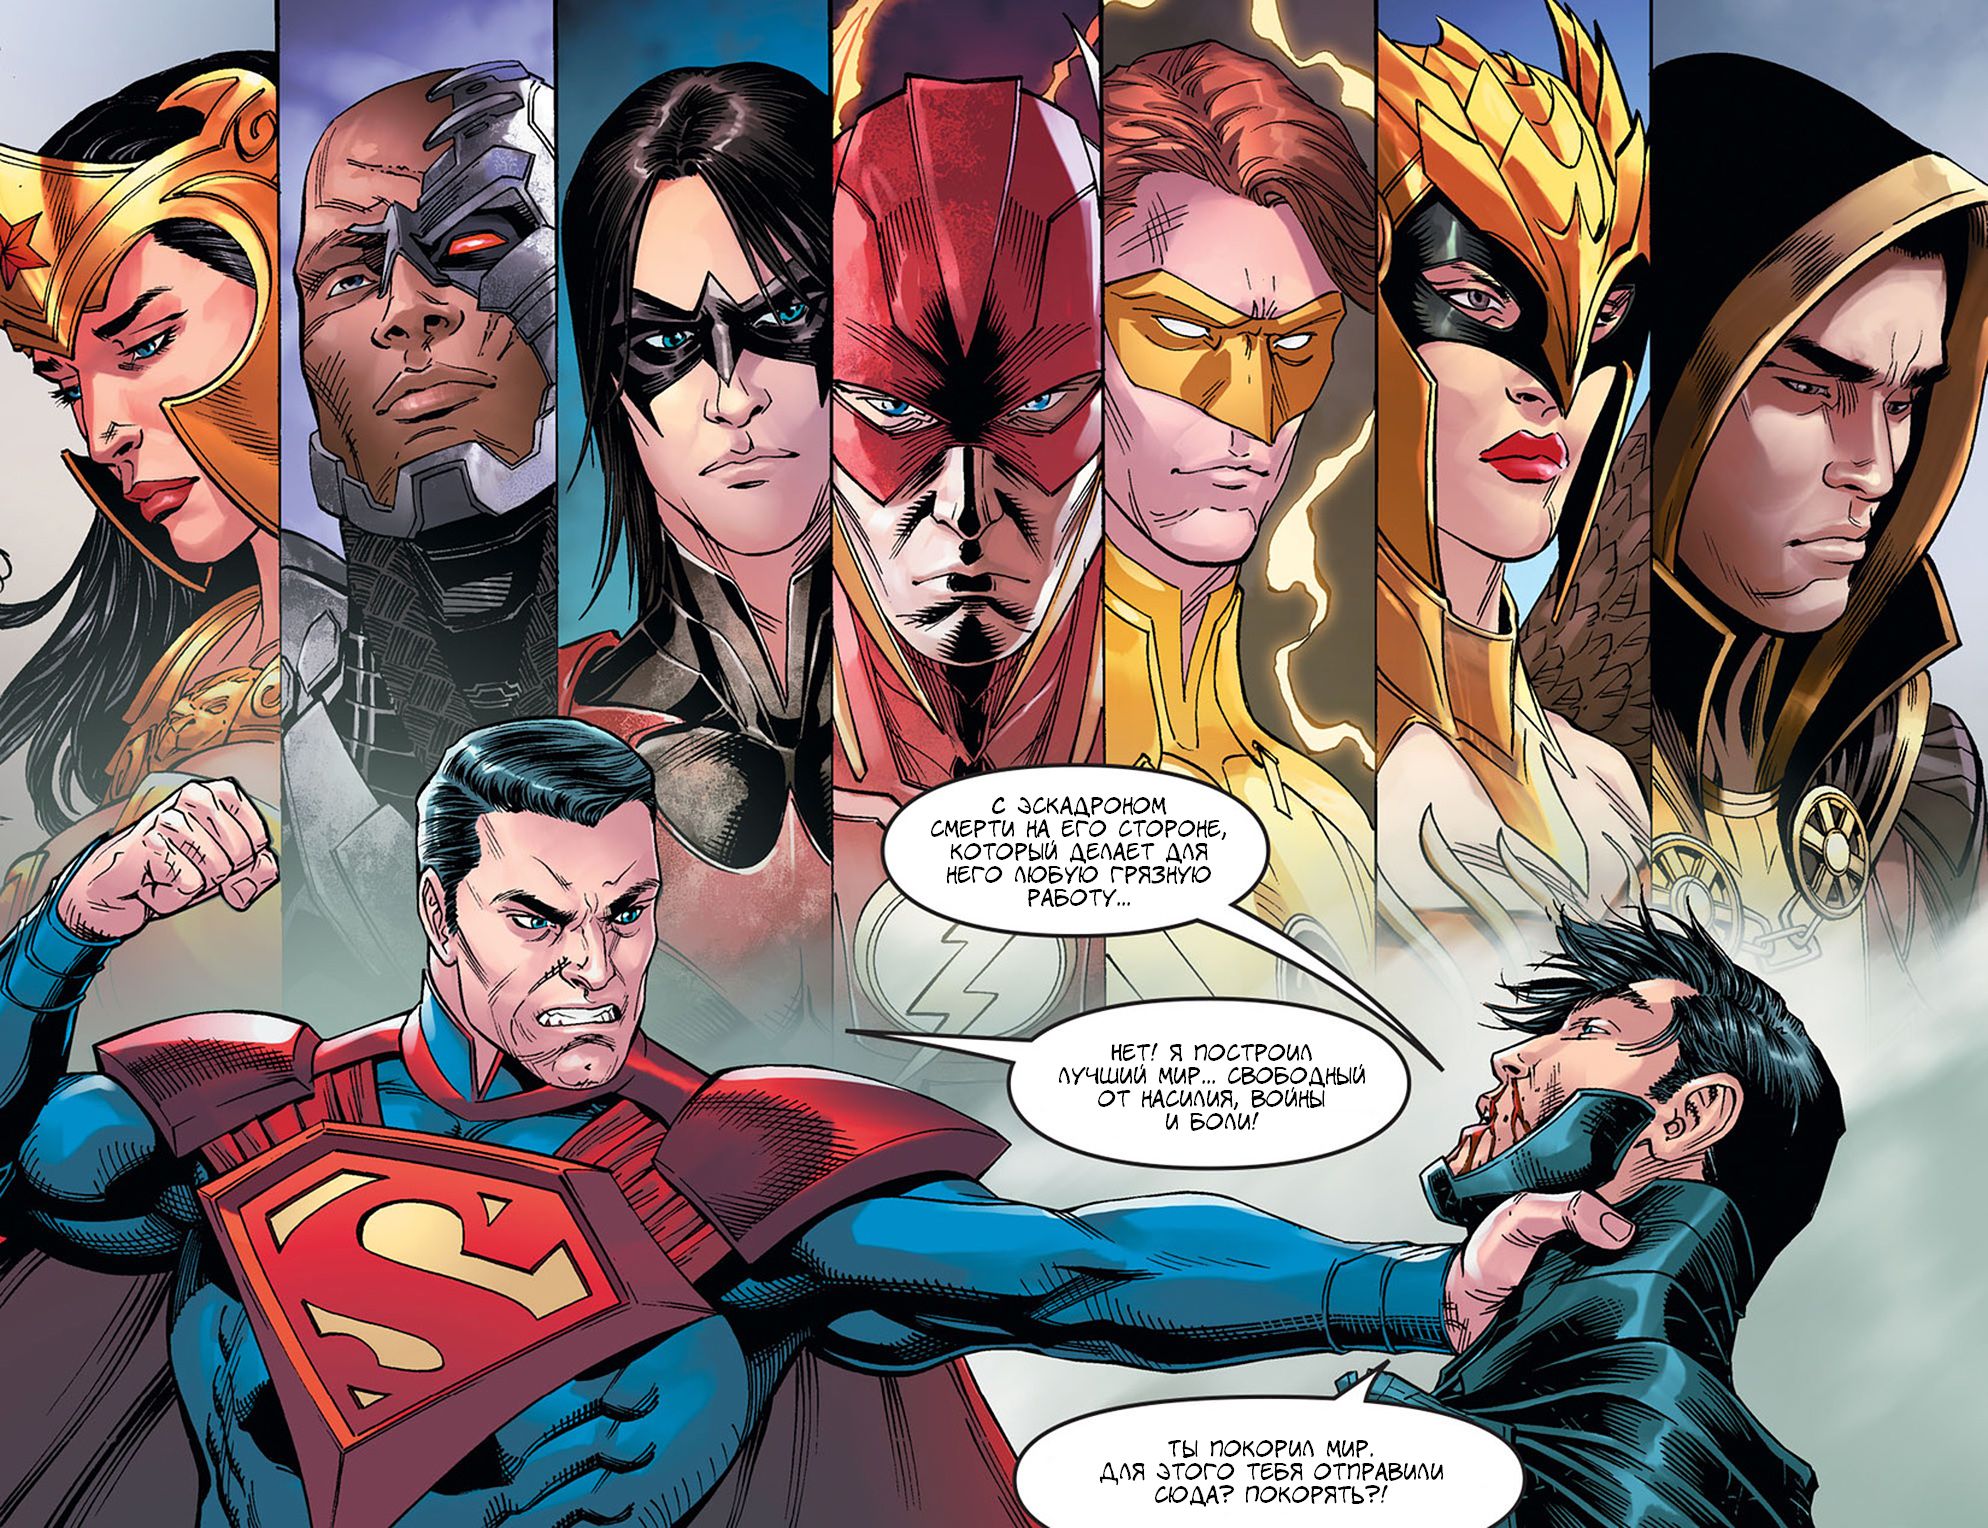 С ЭСКАДРОНОМ
СМЕРТИ НА ЕГО СТОРОНЕ,
КОТОРЫЙ ДЕЛАЕТ ДЛЯ
НЕГО ЛЮБУЮ ГРЯЗНУЮ
РАБОТУ...
НЕТ! Я ПОСТРОИЛ
ЛУЧШИЙ МИР... СВОБОДНЫЙ
ОТ НАСИЛИЯ, ВОЙНЫ
И БОЛИ!
ТЫ ПОКОРИЛ МИР.
ДЛЯ ЭТОГО ТЕБЯ ОТПРАВИЛИ
СЮДА? ПОКОРЯТЬ?!